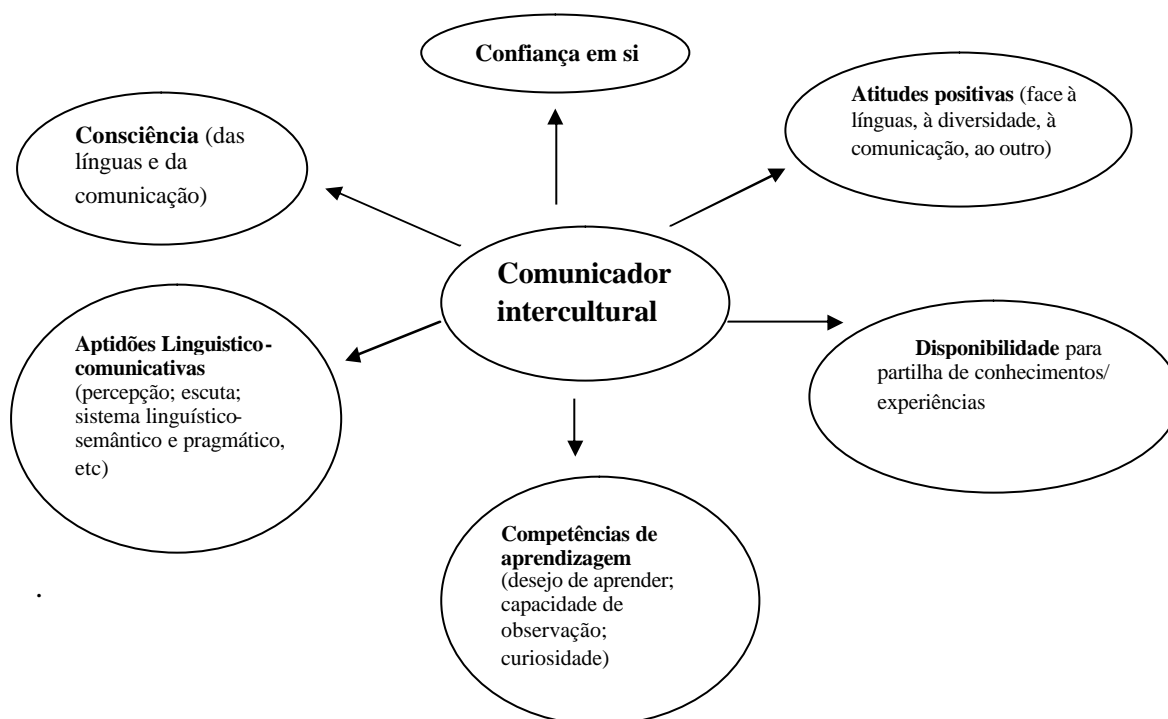 Confiança em si
Atitudes positivas (face à
línguas, à diversidade, à
comunicação, ao outro)
Consciência (das
línguas e da
comunicação)
Comunicador
intercultural
Aptidões Linguistico-
comunicativas
(percepção; escuta;
sistema linguístico-
semântico e pragmático,
etc)
Disponibilidade para
partilha de conhecimentos/
experiências
Competências de
aprendizagem
(desejo de aprender;
capacidade de
observação;
curiosidade)
.